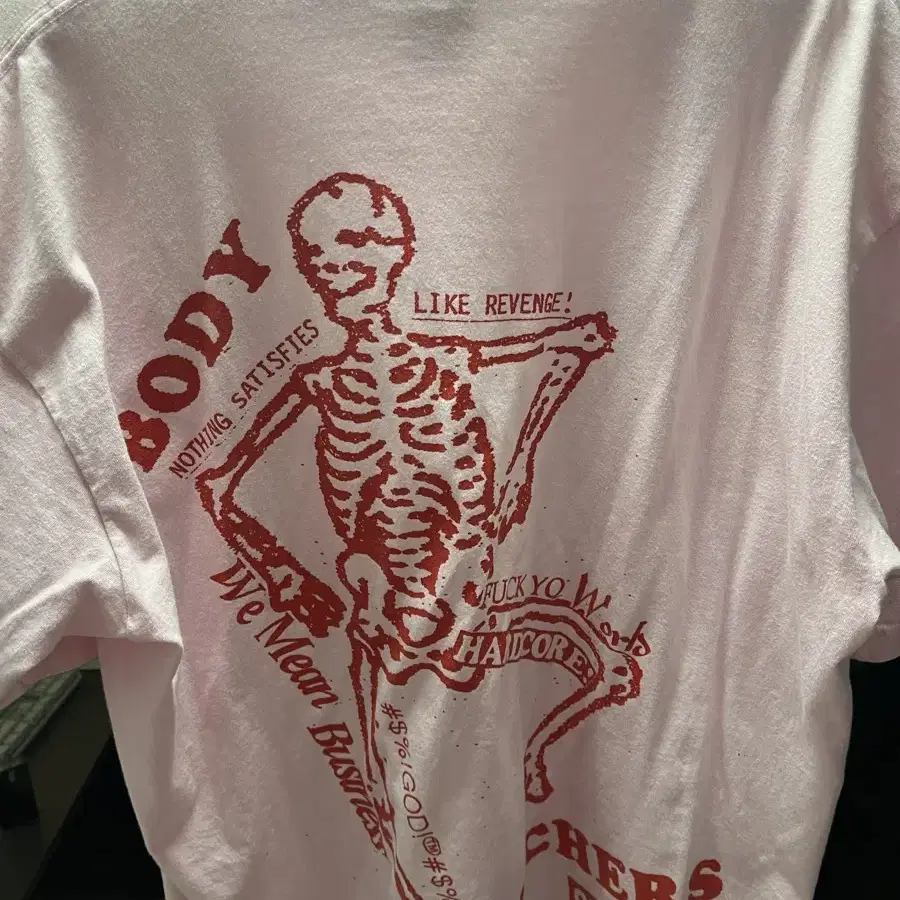 BODY
LIKE REVENGE!
NOTHING SATISFIES
We Mean Business
FUCK YO' Words
HARDCORE
#$%!GOD!@#$%
CHERS